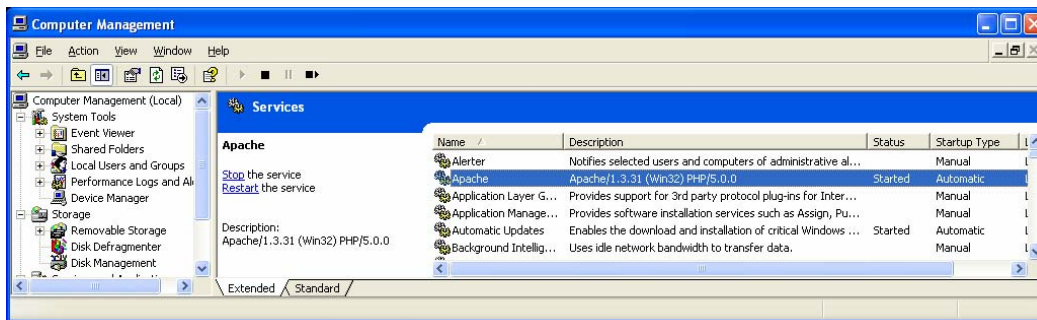 Computer Management
File Action View Window Help
Computer Management (Local)
System Tools
Event Viewer
Shared Folders
Local Users and Groups
Performance Logs and Al
Device Manager
Storage
Removable Storage
Disk Defragmenter
Disk Management
Services
Apache
Stop the service
Restart the service
Description:
Apache/1.3.31 (Win32) PHP/5.0.0
Name Description Status Startup Type
Alerter Notifies selected users and computers of administrative al... Manual
Apache Apache/1.3.31 (Win32) PHP/5.0.0 Started Automatic
Application Layer G... Provides support for 3rd party protocol plug-ins for Inter... Manual
Application Manage... Provides software installation services such as Assign, Pu... Manual
Automatic Updates Enables the download and installation of critical Windows ... Started Automatic
Background Intellig... Uses idle network bandwidth to transfer data. Manual
Extended Standard